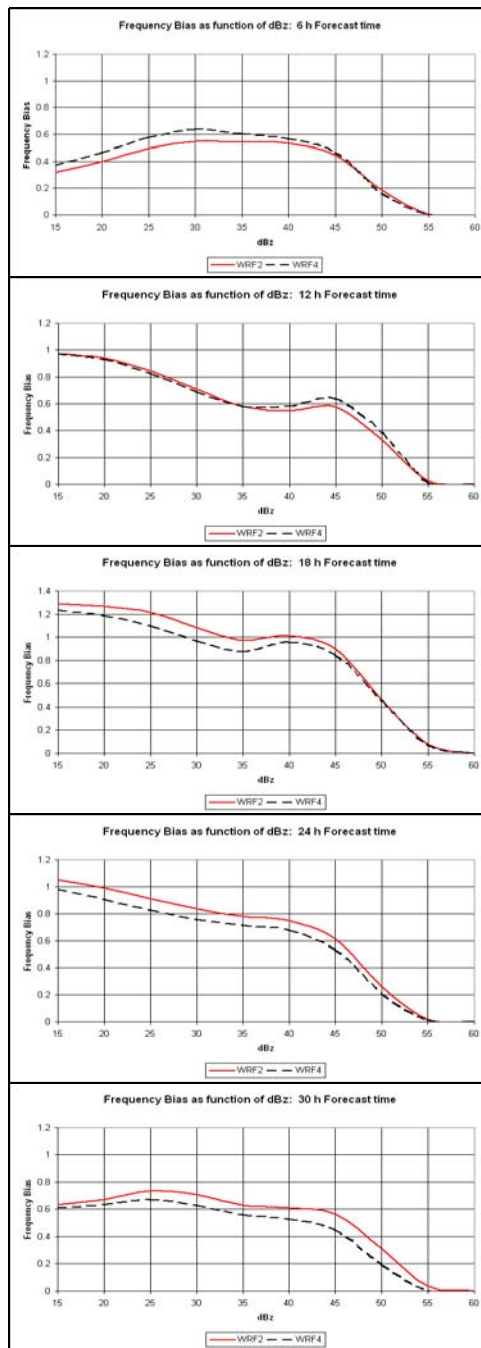 Frequency Bias as function of dBz: 6 h Forecast time
Frequency Bias
1.2
1
0.8
0.6
0.4
0.2
0
15 20 25 30 35 40 45 50 55 60
dBz
WRF2 WRF4
Frequency Bias as function of dBz: 12 h Forecast time
Frequency Bias
1.2
1
0.8
0.6
0.4
0.2
0
15 20 25 30 35 40 45 50 55 60
dBz
WRF2 WRF4
Frequency Bias as function of dBz: 18 h Forecast time
Frequency Bias
1.4
1.2
1
0.8
0.6
0.4
0.2
0
15 20 25 30 35 40 45 50 55 60
dBz
WRF2 WRF4
Frequency Bias as function of dBz: 24 h Forecast time
Frequency Bias
1.2
1
0.8
0.6
0.4
0.2
0
15 20 25 30 35 40 45 50 55 60
dBz
WRF2 WRF4
Frequency Bias as function of dBz: 30 h Forecast time
Frequency Bias
1.2
1
0.8
0.6
0.4
0.2
0
15 20 25 30 35 40 45 50 55 60
dBz
WRF2 WRF4